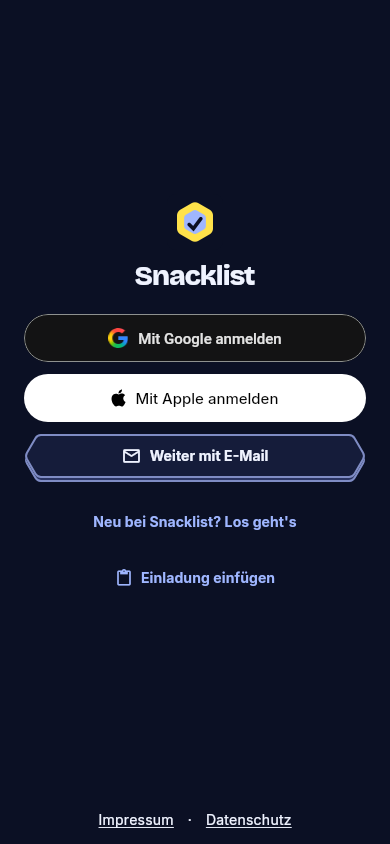 Snacklist
Mit Google anmelden
Mit Apple anmelden
Weiter mit E-Mail
Neu bei Snacklist? Los geht's
Einladung einfügen
Impressum · Datenschutz